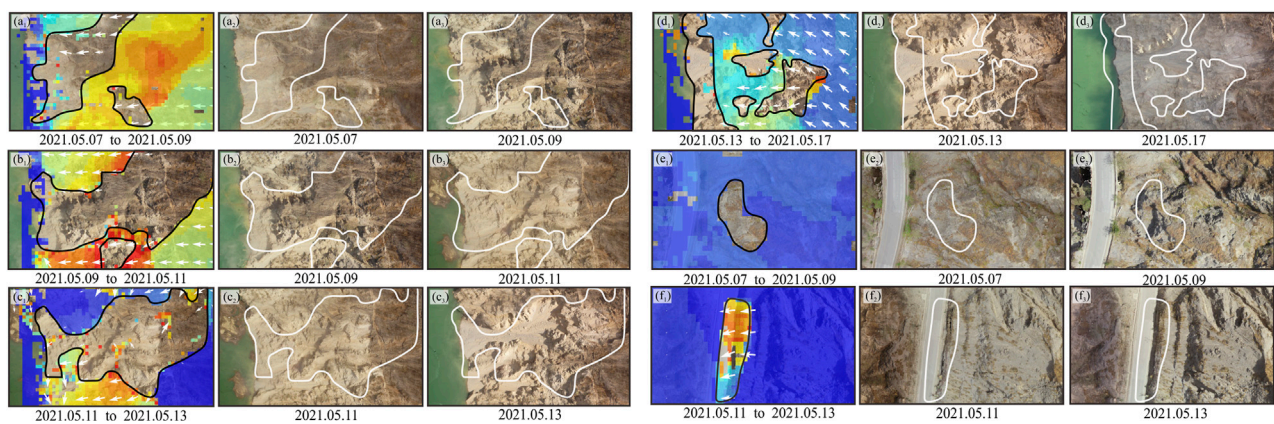 (a₁) (a₂) (a₃)
2021.05.07 to 2021.05.09 2021.05.07 2021.05.09
(b₁) (b₂) (b₃)
2021.05.09 to 2021.05.11 2021.05.09 2021.05.11
(c₁) (c₂) (c₃)
2021.05.11 to 2021.05.13 2021.05.11 2021.05.13
(d₁) (d₂) (d₃)
2021.05.13 to 2021.05.17 2021.05.13 2021.05.17
(e₁) (e₂) (e₃)
2021.05.07 to 2021.05.09 2021.05.07 2021.05.09
(f₁) (f₂) (f₃)
2021.05.11 to 2021.05.13 2021.05.11 2021.05.13